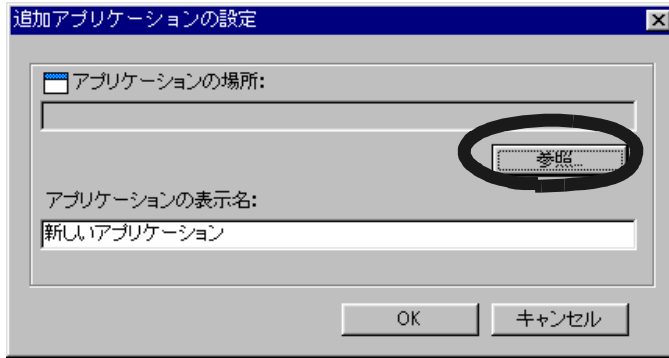 追加アプリケーションの設定
アプリケーションの場所:
参照...
アプリケーションの表示名:
新しいアプリケーション
OK
キャンセル